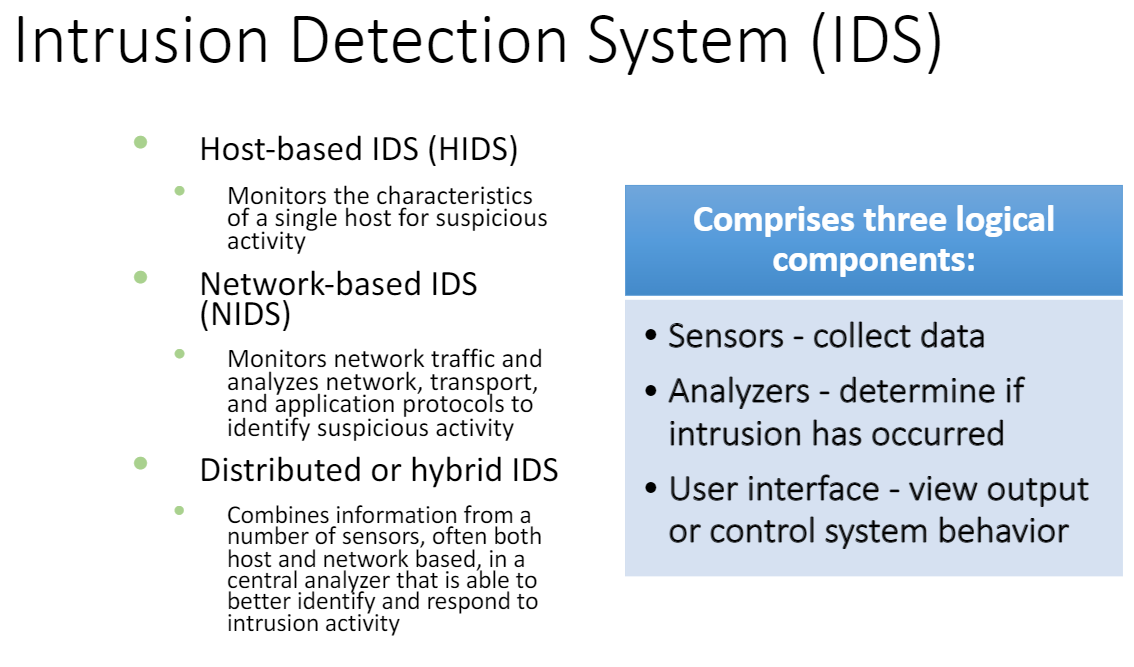 Intrusion Detection System (IDS)
• Host-based IDS (HIDS)
• Monitors the characteristics
of a single host for suspicious
activity
• Network-based IDS
(NIDS)
• Monitors network traffic and
analyzes network, transport,
and application protocols to
identify suspicious activity
• Distributed or hybrid IDS
• Combines information from a
number of sensors, often both
host and network based, in a
central analyzer that is able to
better identify and respond to
intrusion activity
Comprises three logical
components:
• Sensors - collect data
• Analyzers - determine if
intrusion has occurred
• User interface - view output
or control system behavior